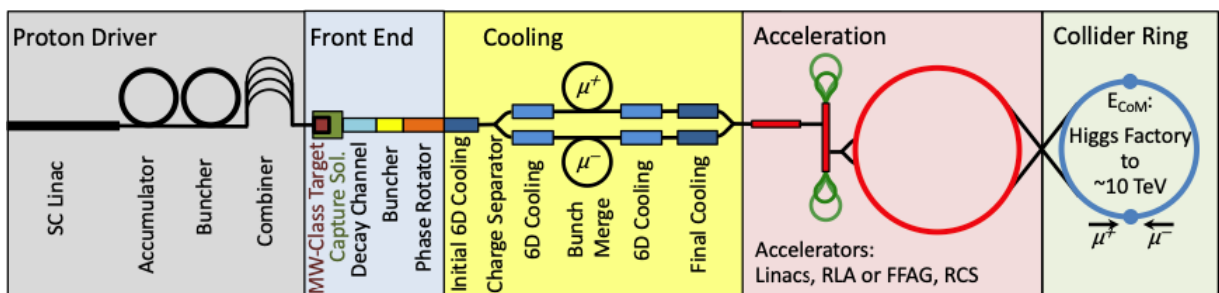 Proton Driver
Front End
Cooling
Acceleration
Collider Ring
SC Linac
Accumulator
Buncher
Combiner
MW-Class Target
Capture Sol.
Decay Channel
Buncher
Phase Rotator
Initial 6D Cooling
Charge Separator
6D Cooling
μ+
μ−
Bunch
Merge
6D Cooling
Final Cooling
Accelerators:
Linacs, RLA or FFAG, RCS
ECoM:
Higgs Factory
to
~10 TeV
μ+ μ−